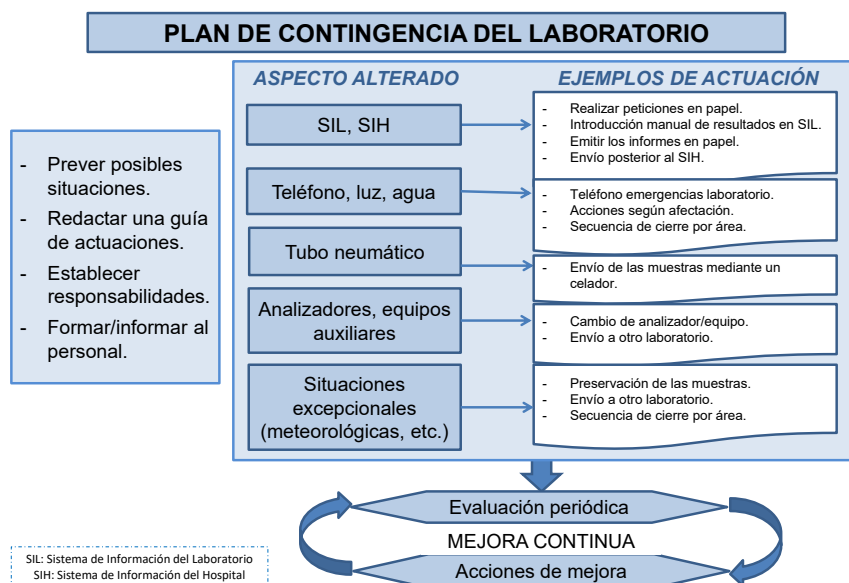 PLAN DE CONTINGENCIA DEL LABORATORIO
- Prever posibles
situaciones.
- Redactar una guía
de actuaciones.
- Establecer
responsabilidades.
- Formar/informar al
personal.
ASPECTO ALTERADO
EJEMPLOS DE ACTUACIÓN
SIL, SIH
- Realizar peticiones en papel.
- Introducción manual de resultados en SIL.
- Emitir los informes en papel.
- Envío posterior al SIH.
Teléfono, luz, agua
- Teléfono emergencias laboratorio.
- Acciones según afectación.
- Secuencia de cierre por área.
Tubo neumático
- Envío de las muestras mediante un
celador.
Analizadores, equipos
auxiliares
- Cambio de analizador/equipo.
- Envío a otro laboratorio.
Situaciones
excepcionales
(meteorológicas, etc.)
- Preservación de las muestras.
- Envío a otro laboratorio.
- Secuencia de cierre por área.
Evaluación periódica
MEJORA CONTINUA
Acciones de mejora
SIL: Sistema de Información del Laboratorio
SIH: Sistema de Información del Hospital